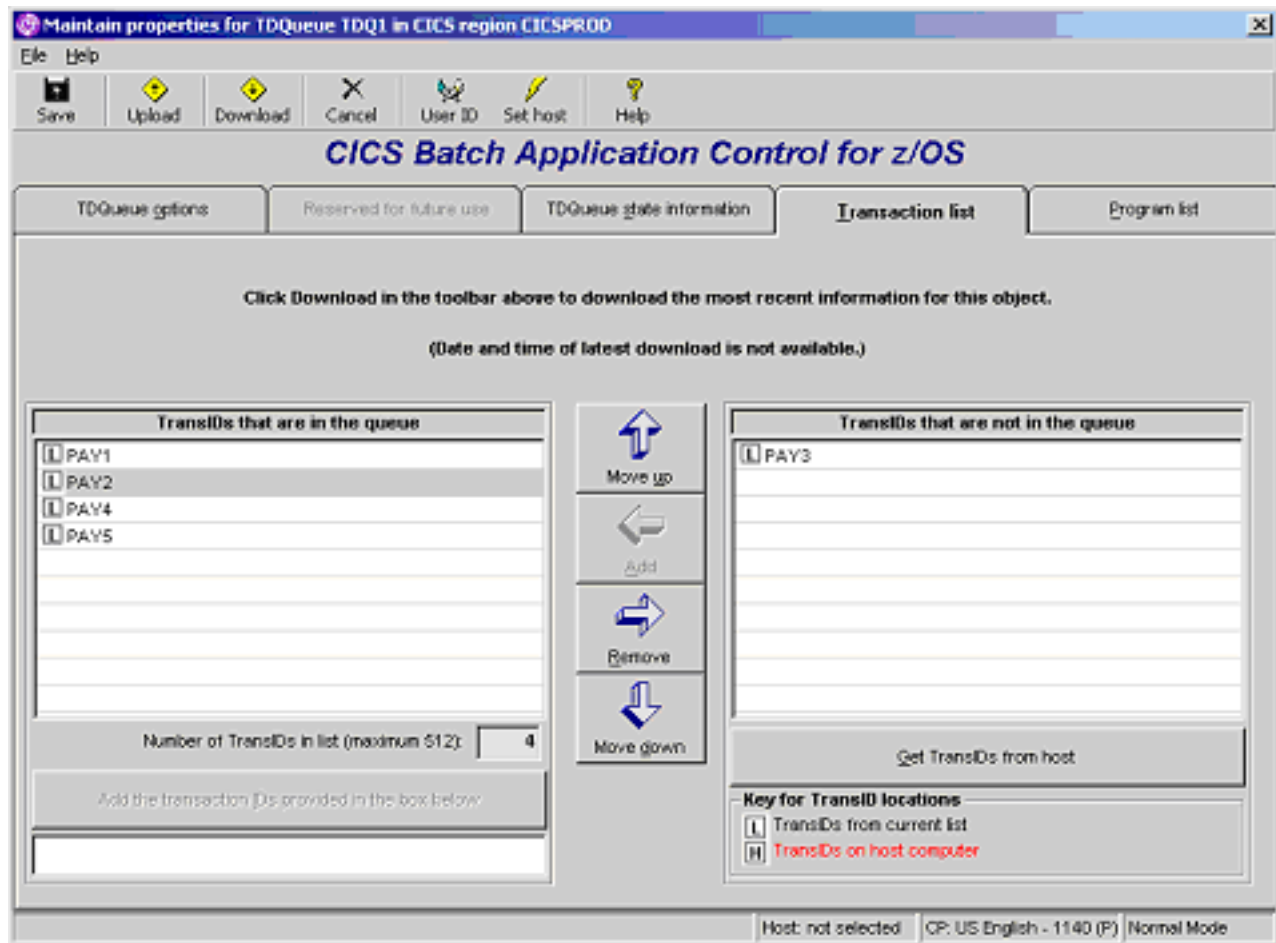 Maintain properties for TDQueue TDQ1 in CICS region CICSPROD
File Help
Save Upload Download Cancel User ID Set host Help
CICS Batch Application Control for z/OS
TDQueue options Reserved for future use TDQueue state information Transaction list Program list
Click Download in the toolbar above to download the most recent information for this object.
(Date and time of latest download is not available.)
TransIDs that are in the queue
L PAY1
L PAY2
L PAY4
L PAY5
Number of TransIDs in list (maximum 512): 4
Add the transaction IDs provided in the box below:
Move up
Add
Remove
Move down
TransIDs that are not in the queue
L PAY3
Get TransIDs from host
Key for TransID locations
L TransIDs from current list
H TransIDs on host computer
Host: not selected CP: US English - 1140 (P) Normal Mode